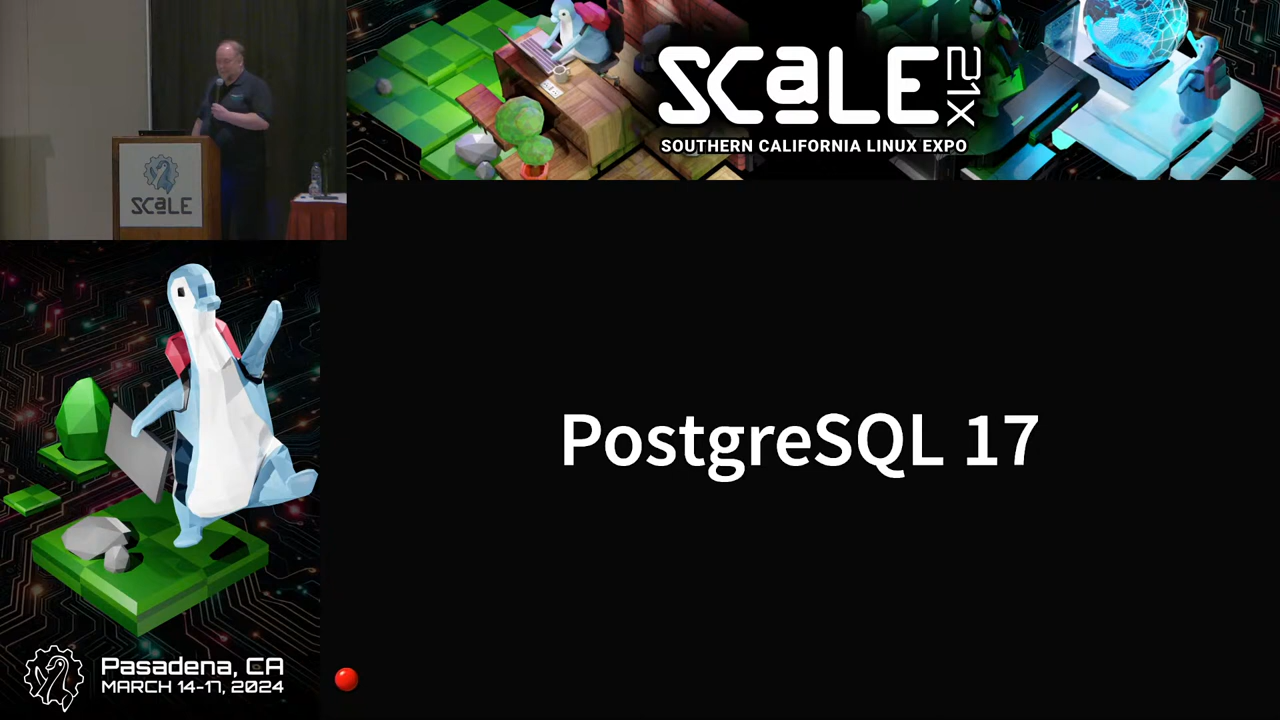 SCaLE
SCaLE 21X
SOUTHERN CALIFORNIA LINUX EXPO
PostgreSQL 17
Pasadena, CA
MARCH 14-17, 2024